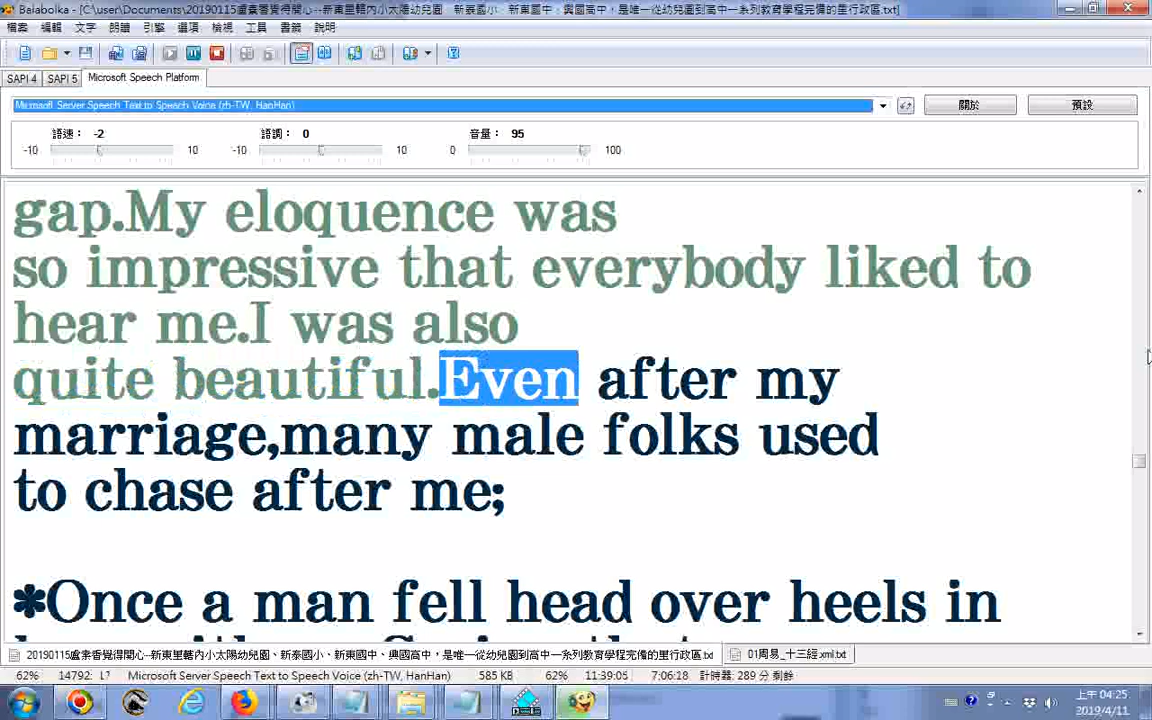 Balabolka - [C:\user\Documents\20190115盧紊香覺得開心--新東里轄內小太陽幼兒園、新泰國小、新東國中、興國高中，是唯一從幼兒園到高中一系列教育學程完備的里行政區.txt]
檔案 編輯 文字 朗讀 引擎 選項 檢視 工具 書籤 說明
SAPI 4 SAPI 5 Microsoft Speech Platform
Microsoft Server Speech Text to Speech Voice (zh-TW, HanHan)
關於 預設
語速： -2 語調： 0 音量： 95
-10 10 -10 10 0 100
gap.My eloquence was
so impressive that everybody liked to
hear me.I was also
quite beautiful.Even after my
marriage,many male folks used
to chase after me;
*Once a man fell head over heels in
20190115盧紊香覺得開心--新東里轄內小太陽幼兒園、新泰國小、新東國中、興國高中，是唯一從幼兒園到高中一系列教育學程完備的里行政區.txt 01周易_十三經.xml.txt
62% 14792: 17 Microsoft Server Speech Text to Speech Voice (zh-TW, HanHan) 585 KB 62% 11:39:05 7:06:18 計時器: 289 分 剩餘
上午 04:25
2019/4/11